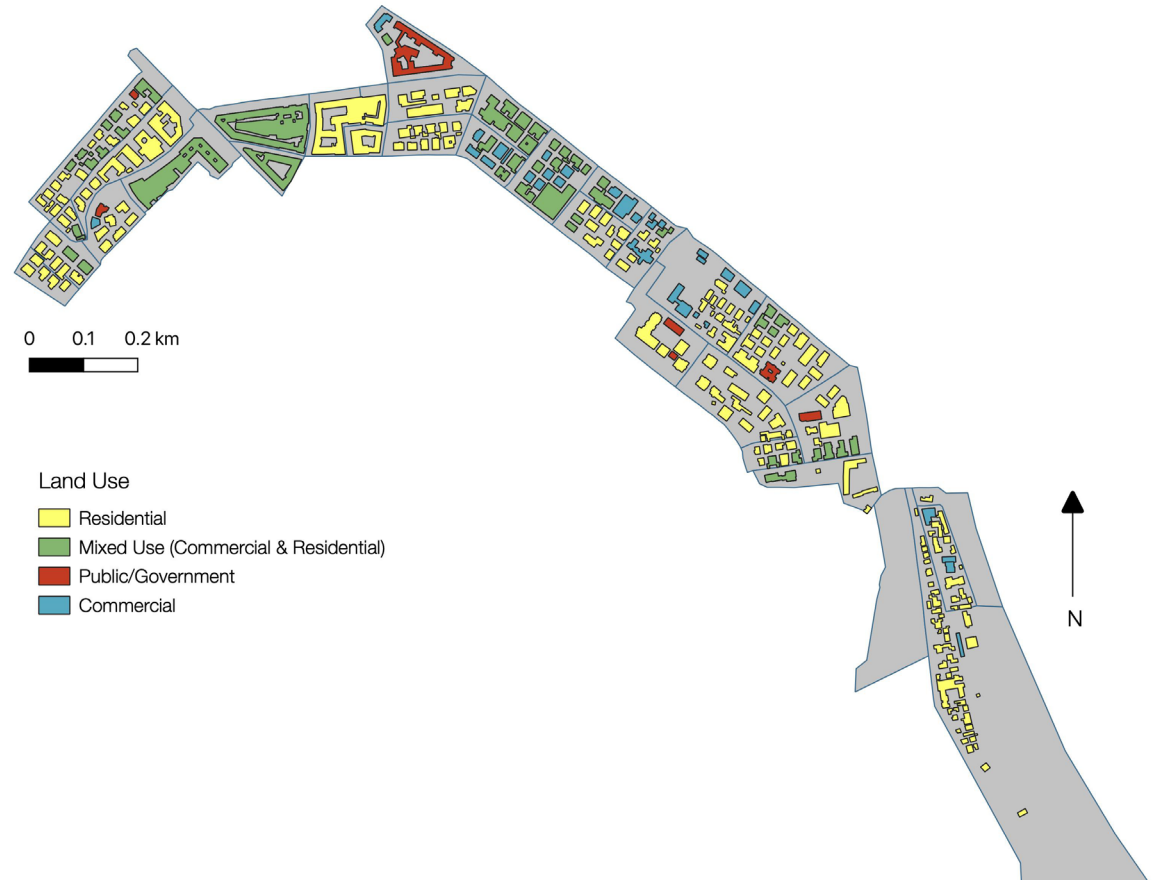 0 0.1 0.2 km
Land Use
Residential
Mixed Use (Commercial & Residential)
Public/Government
Commercial
N